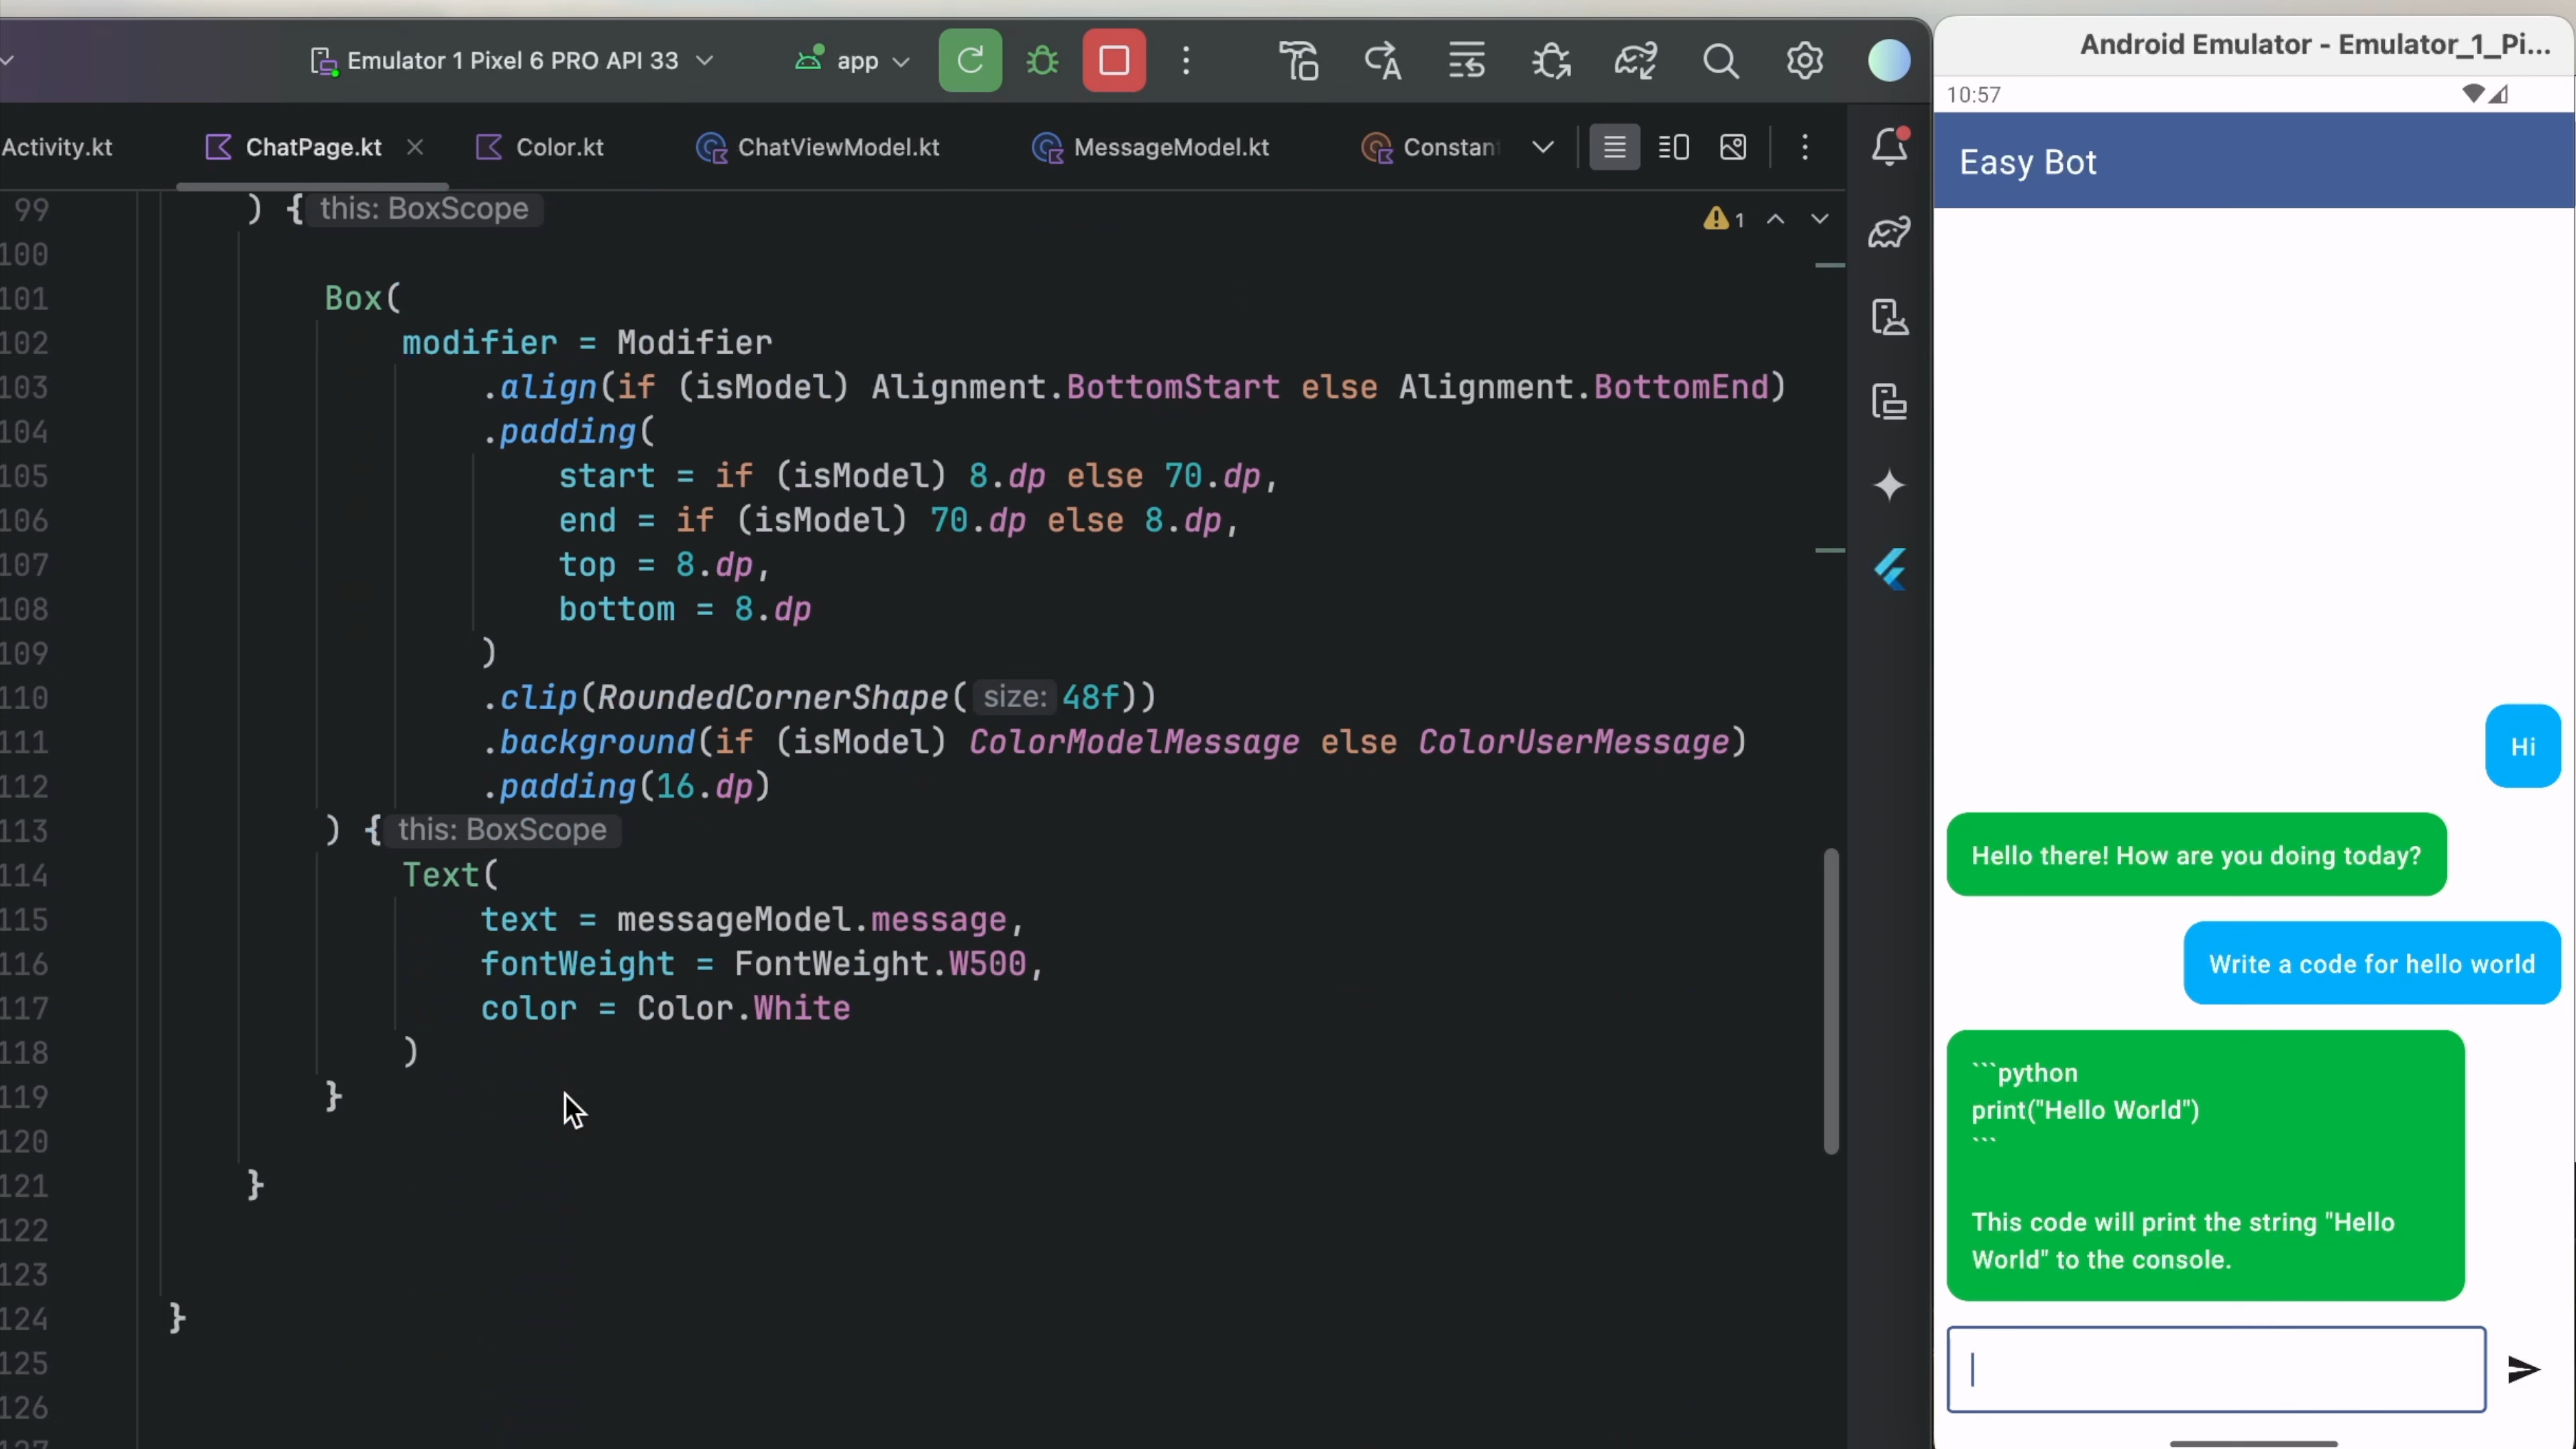 Emulator 1 Pixel 6 PRO API 33
app
Activity.kt
ChatPage.kt
Color.kt
ChatViewModel.kt
MessageModel.kt
Constan
99 ) { this: BoxScope
1
100
101 Box(
102 modifier = Modifier
103 .align(if (isModel) Alignment.BottomStart else Alignment.BottomEnd)
104 .padding(
105 start = if (isModel) 8.dp else 70.dp,
106 end = if (isModel) 70.dp else 8.dp,
107 top = 8.dp,
108 bottom = 8.dp
109 )
110 .clip(RoundedCornerShape( size: 48f))
111 .background(if (isModel) ColorModelMessage else ColorUserMessage)
112 .padding(16.dp)
113 ) { this: BoxScope
114 Text(
115 text = messageModel.message,
116 fontWeight = FontWeight.W500,
117 color = Color.White
118 )
119 }
120
121 }
122
123
124 }
125
126
Android Emulator - Emulator_1_Pi...
10:57
Easy Bot
Hi
Hello there! How are you doing today?
Write a code for hello world
```python
print("Hello World")
```
This code will print the string "Hello
World" to the console.